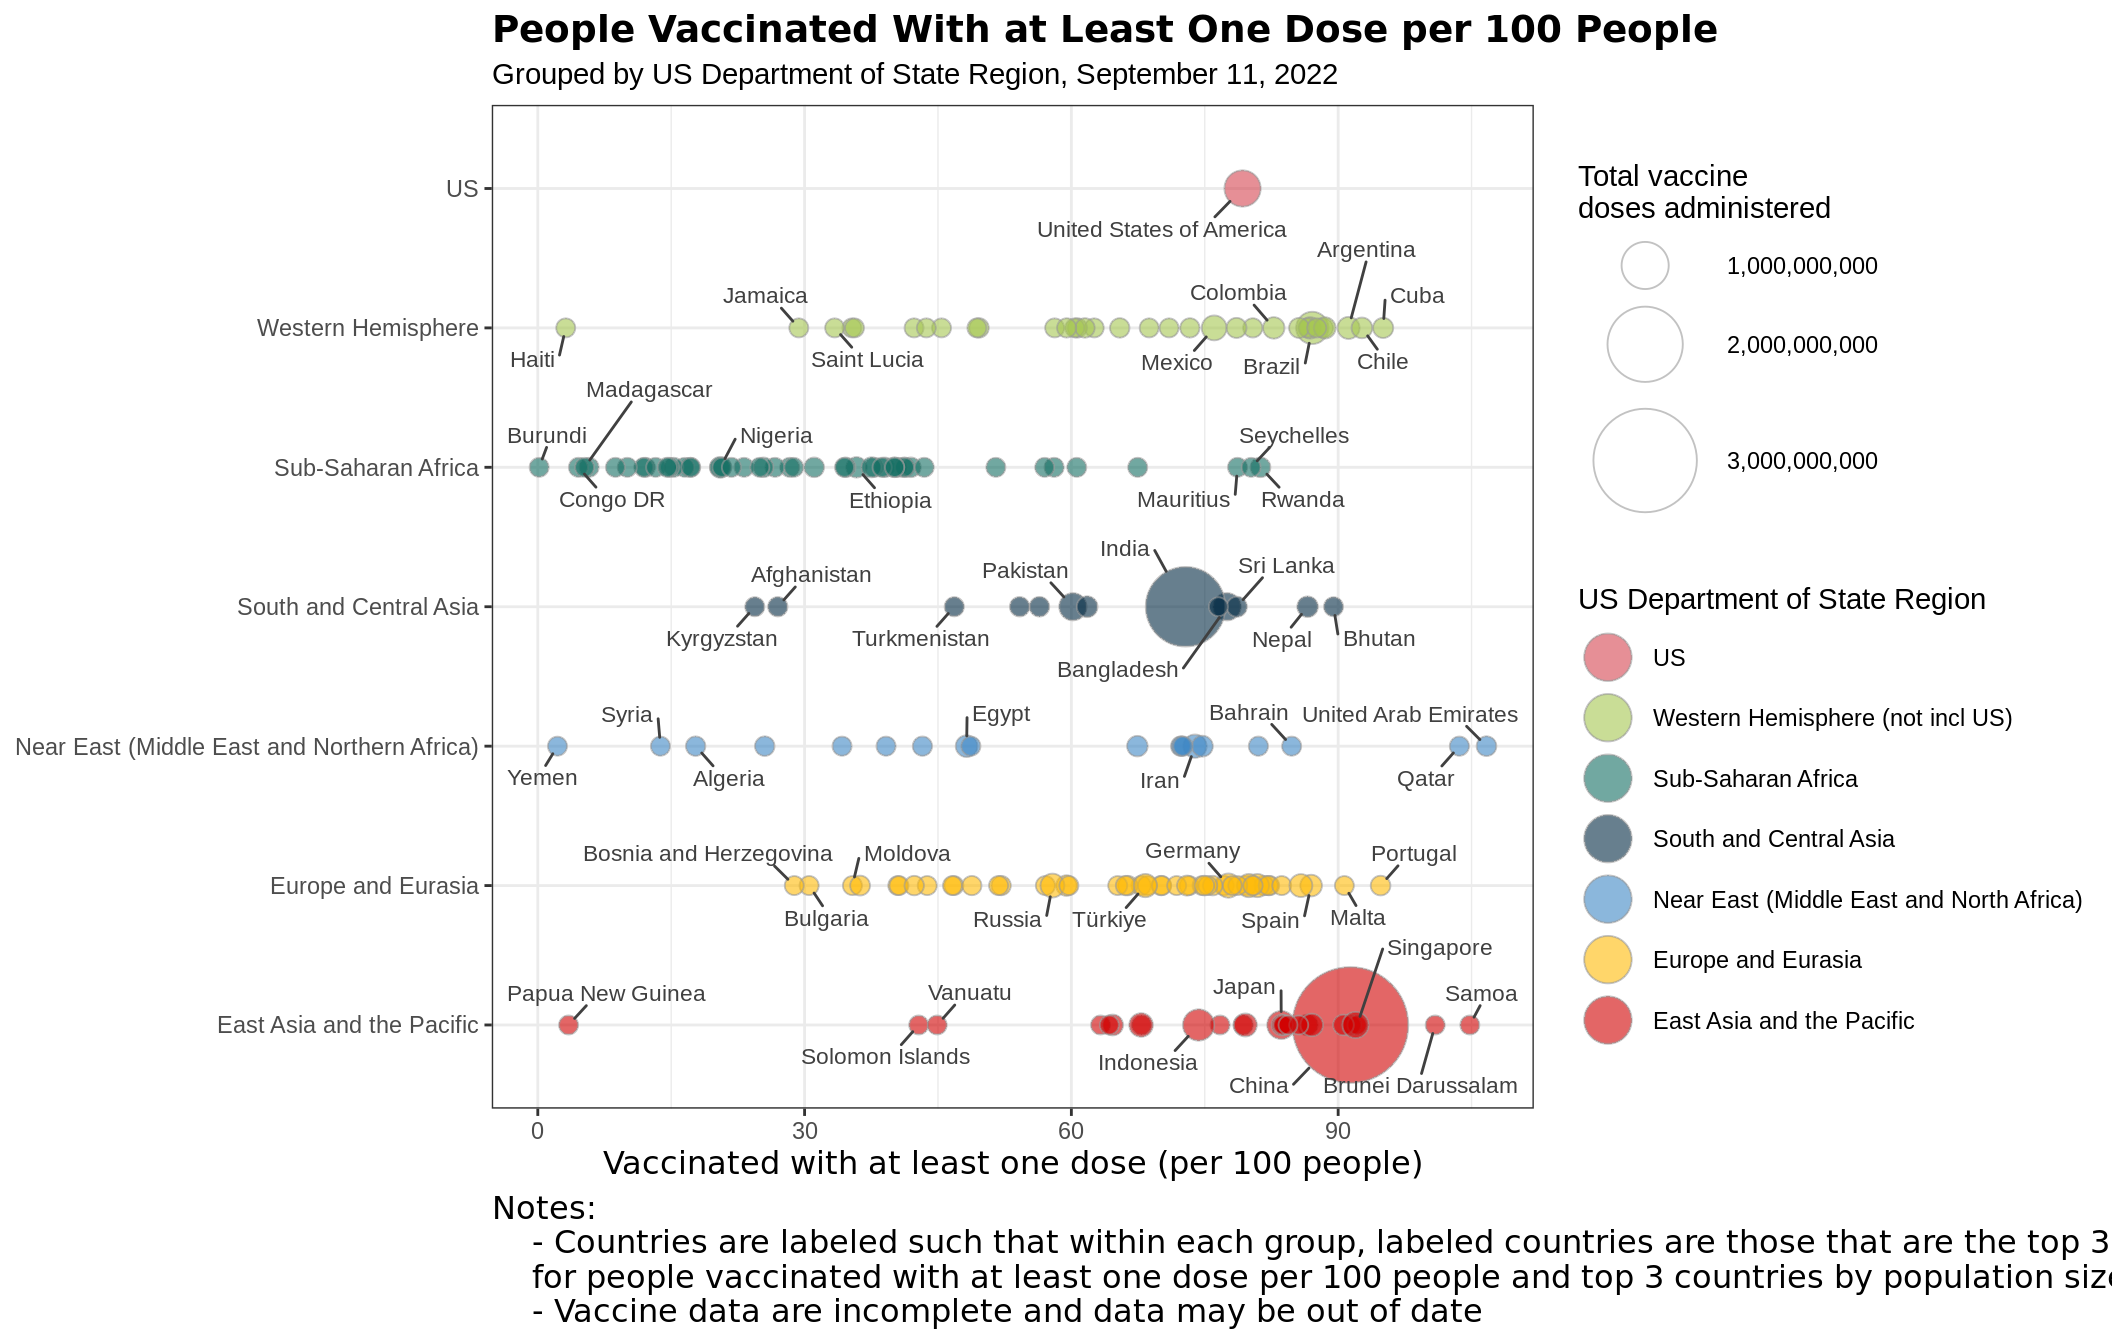 People Vaccinated With at Least One Dose per 100 People
Grouped by US Department of State Region, September 11, 2022
US
United States of America
Argentina
Jamaica
Colombia
Cuba
Western Hemisphere
Haiti
Saint Lucia
Mexico
Brazil
Chile
Madagascar
Burundi
Nigeria
Seychelles
Sub-Saharan Africa
Congo DR
Ethiopia
Mauritius
Rwanda
India
Afghanistan
Pakistan
Sri Lanka
South and Central Asia
Kyrgyzstan
Turkmenistan
Nepal
Bhutan
Bangladesh
Syria
Egypt
Bahrain
United Arab Emirates
Near East (Middle East and Northern Africa)
Yemen
Algeria
Iran
Qatar
Bosnia and Herzegovina
Moldova
Germany
Portugal
Europe and Eurasia
Bulgaria
Russia
Türkiye
Spain
Malta
Singapore
Papua New Guinea
Vanuatu
Japan
Samoa
East Asia and the Pacific
Solomon Islands
Indonesia
China
Brunei Darussalam
0
30
60
90
Vaccinated with at least one dose (per 100 people)
Total vaccine
doses administered
1,000,000,000
2,000,000,000
3,000,000,000
US Department of State Region
US
Western Hemisphere (not incl US)
Sub-Saharan Africa
South and Central Asia
Near East (Middle East and North Africa)
Europe and Eurasia
East Asia and the Pacific
Notes:
- Countries are labeled such that within each group, labeled countries are those that are the top 3
for people vaccinated with at least one dose per 100 people and top 3 countries by population size
- Vaccine data are incomplete and data may be out of date